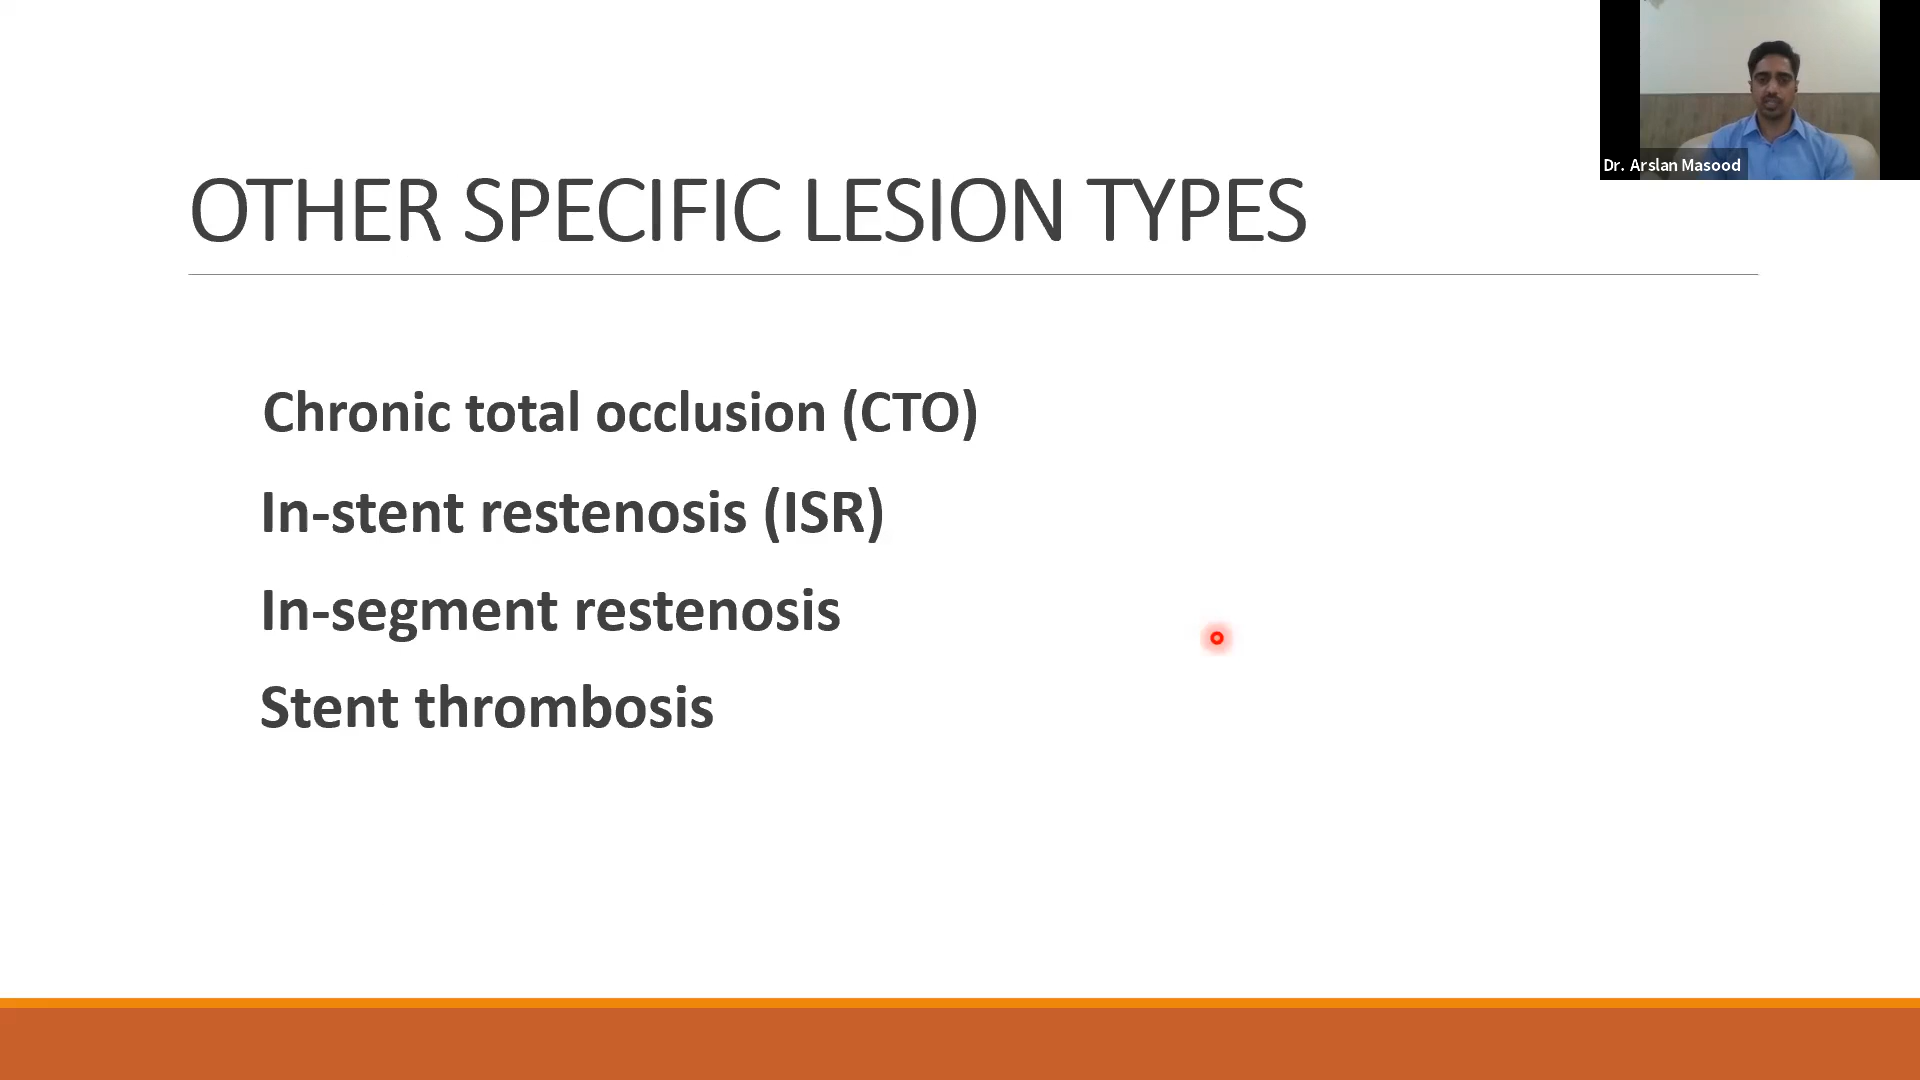 Dr. Arslan Masood
OTHER SPECIFIC LESION TYPES
Chronic total occlusion (CTO)
In-stent restenosis (ISR)
In-segment restenosis
Stent thrombosis